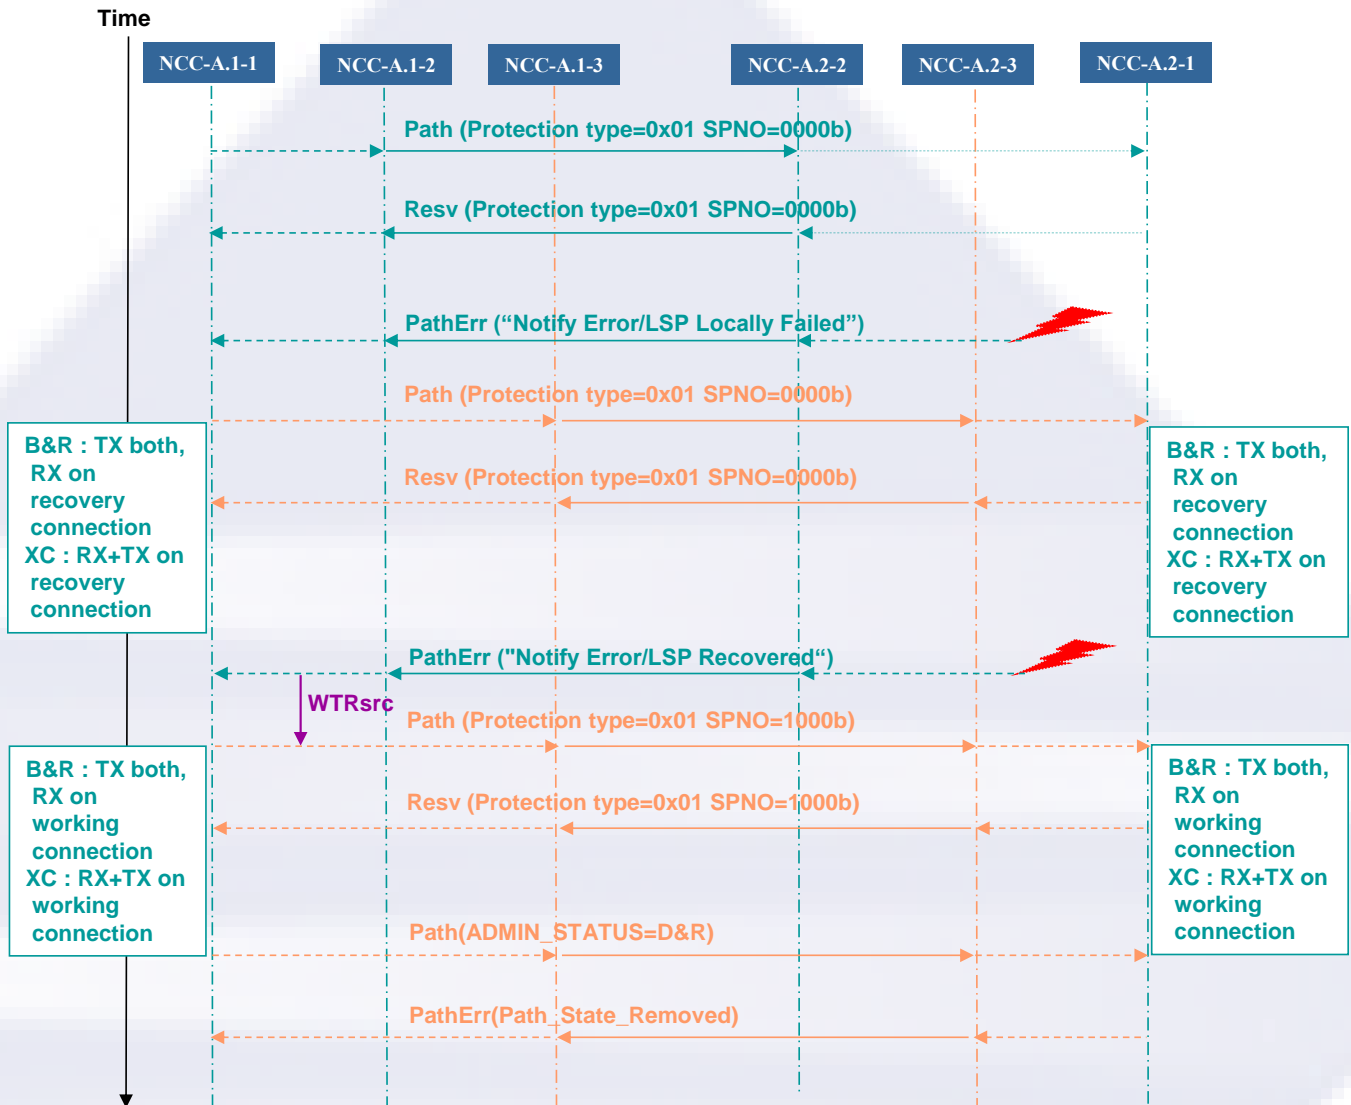 Time
NCC-A.1-1
NCC-A.1-2
NCC-A.1-3
NCC-A.2-2
NCC-A.2-3
NCC-A.2-1
Path (Protection type=0x01 SPNO=0000b)
Resv (Protection type=0x01 SPNO=0000b)
PathErr (“Notify Error/LSP Locally Failed”)
Path (Protection type=0x01 SPNO=0000b)
B&R : TX both,
RX on
recovery
connection
XC : RX+TX on
recovery
connection
Resv (Protection type=0x01 SPNO=0000b)
B&R : TX both,
RX on
recovery
connection
XC : RX+TX on
recovery
connection
PathErr ("Notify Error/LSP Recovered“)
WTRsrc
Path (Protection type=0x01 SPNO=1000b)
B&R : TX both,
RX on
working
connection
XC : RX+TX on
working
connection
Resv (Protection type=0x01 SPNO=1000b)
B&R : TX both,
RX on
working
connection
XC : RX+TX on
working
connection
Path(ADMIN_STATUS=D&R)
PathErr(Path_State_Removed)